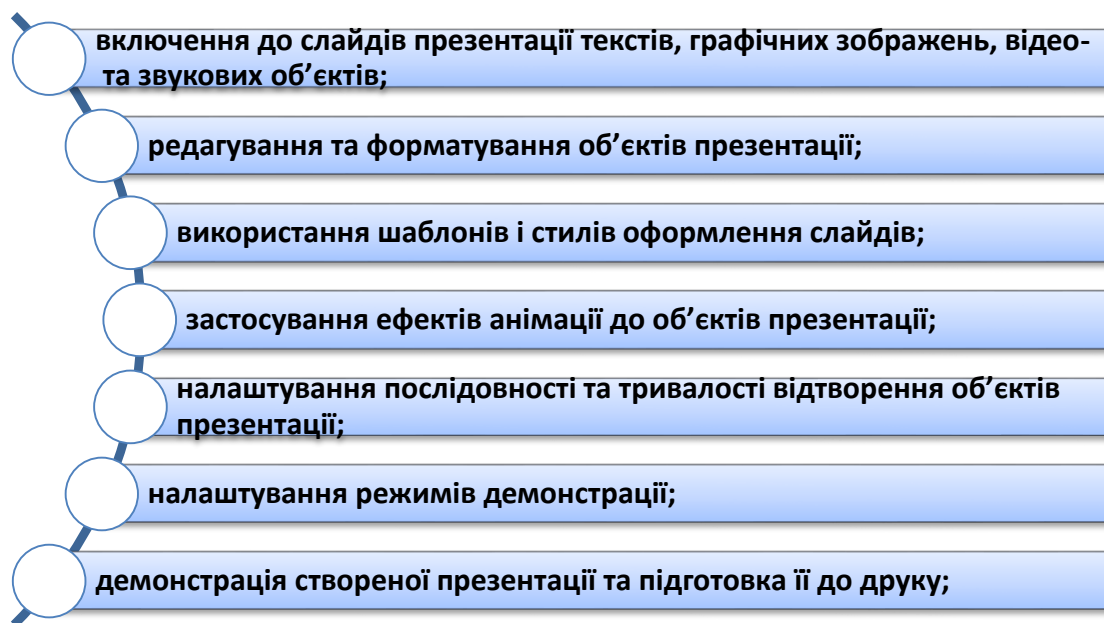 включення до слайдів презентації текстів, графічних зображень, відео-
та звукових об’єктів;
редагування та форматування об’єктів презентації;
використання шаблонів і стилів оформлення слайдів;
застосування ефектів анімації до об’єктів презентації;
налаштування послідовності та тривалості відтворення об’єктів
презентації;
налаштування режимів демонстрації;
демонстрація створеної презентації та підготовка її до друку;